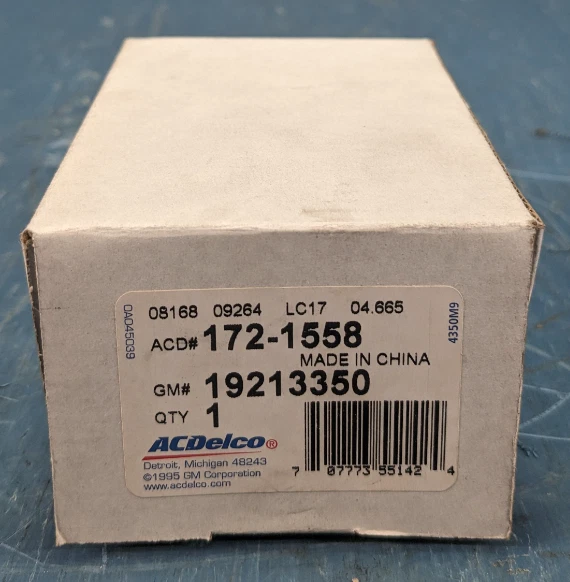 08168 09264 LC17 04.665
ACD# 172-1558
MADE IN CHINA
GM# 19213350
QTY 1
ACDelco®
Detroit, Michigan 48243
©1995 GM Corporation
www.acdelco.com
7 07773 55142 4
0AD45039
4350M9